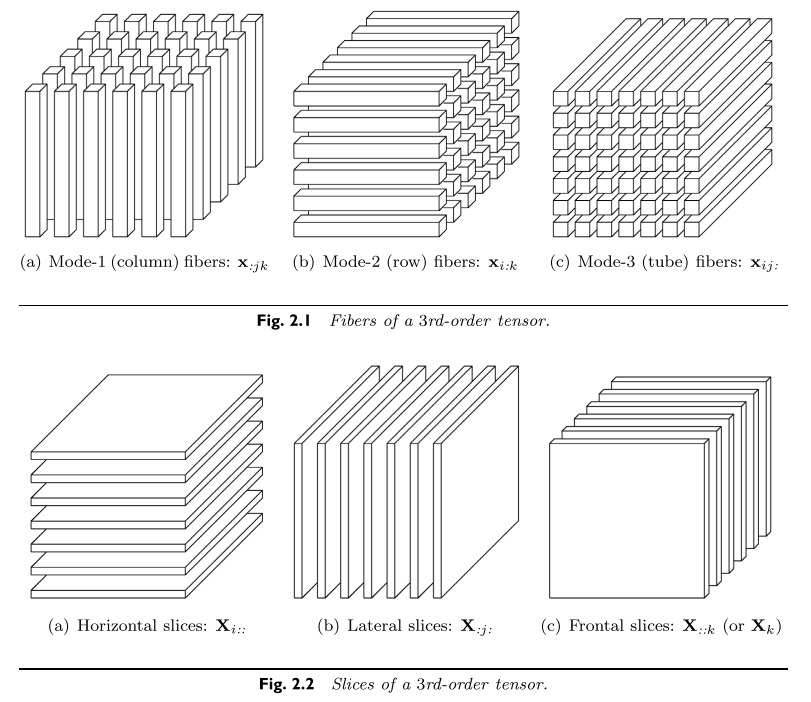 (a) Mode-1 (column) fibers: x:jk (b) Mode-2 (row) fibers: xi:k (c) Mode-3 (tube) fibers: xij:
Fig. 2.1 Fibers of a 3rd-order tensor.
(a) Horizontal slices: Xi:: (b) Lateral slices: X:j: (c) Frontal slices: X::k (or Xk)
Fig. 2.2 Slices of a 3rd-order tensor.